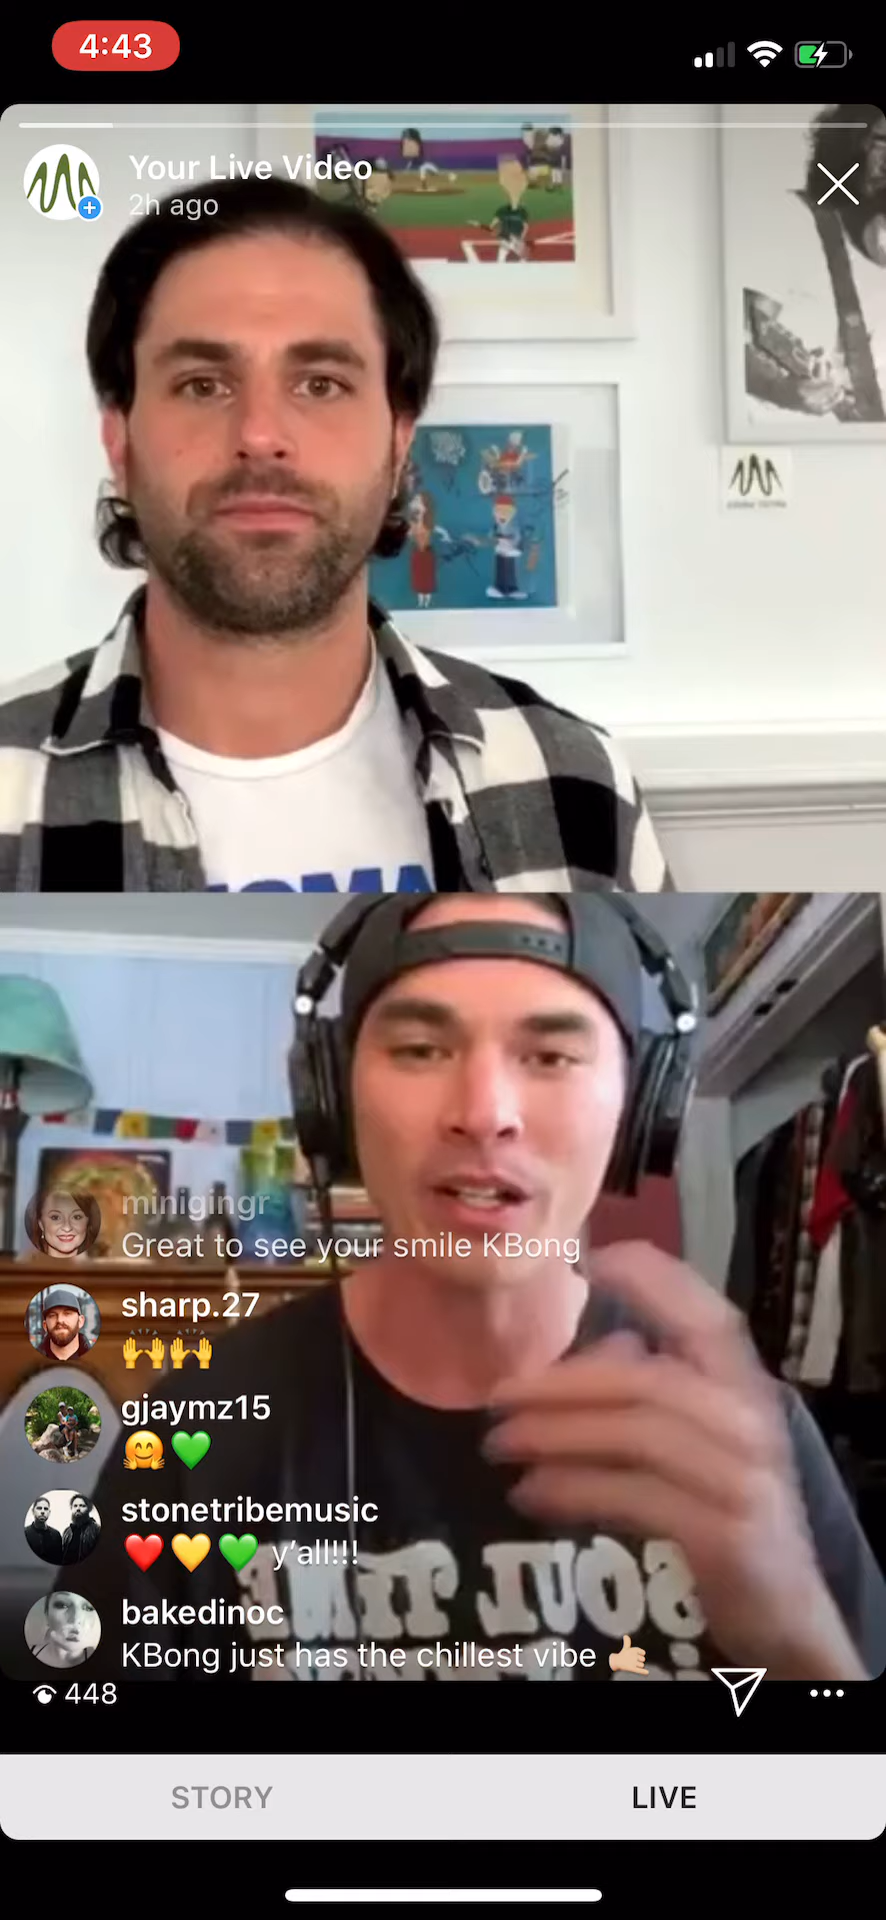 4:43
Your Live Video
2h ago
minigingr
Great to see your smile KBong
sharp.27
🙌🙌
gjaymz15
🤗💚
stonetribemusic
❤️💛💚 y'all!!!
bakedinoc
KBong just has the chillest vibe 🤙🏼
448
STORY
LIVE